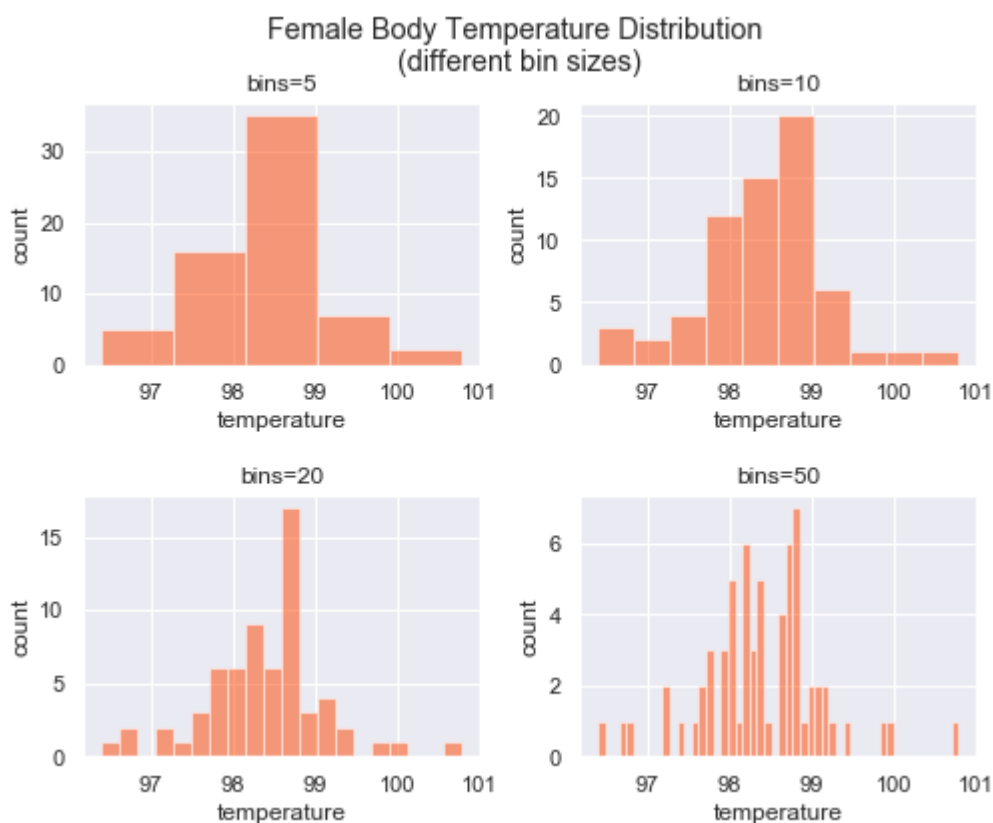 Female Body Temperature Distribution
(different bin sizes)
bins=5
30
20
10
0
count
97 98 99 100 101
temperature
bins=10
20
15
10
5
0
count
97 98 99 100 101
temperature
bins=20
15
10
5
0
count
97 98 99 100 101
temperature
bins=50
6
4
2
0
count
97 98 99 100 101
temperature